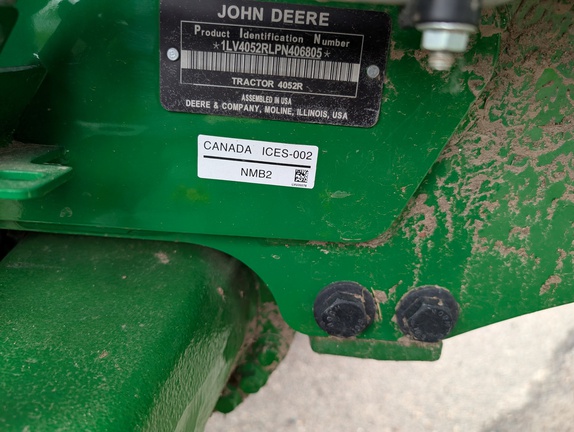 JOHN DEERE
Product Identification Number
*1LV4052RLPN406805*
TRACTOR 4052R
ASSEMBLED IN USA
DEERE & COMPANY, MOLINE, ILLINOIS, USA
CANADA ICES-002
NMB2